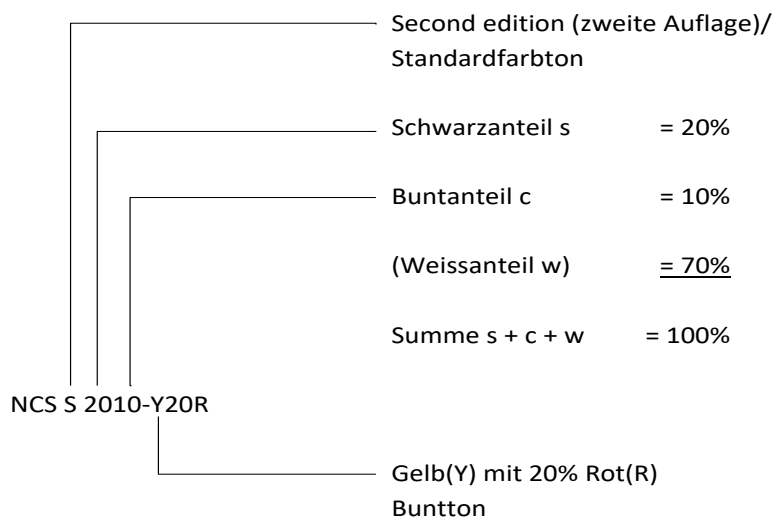 Second edition (zweite Auflage)/
Standardfarbton
Schwarzanteil s = 20%
Buntanteil c = 10%
(Weissanteil w) = 70%
Summe s + c + w = 100%
NCS S 2010-Y20R
Gelb(Y) mit 20% Rot(R)
Buntton